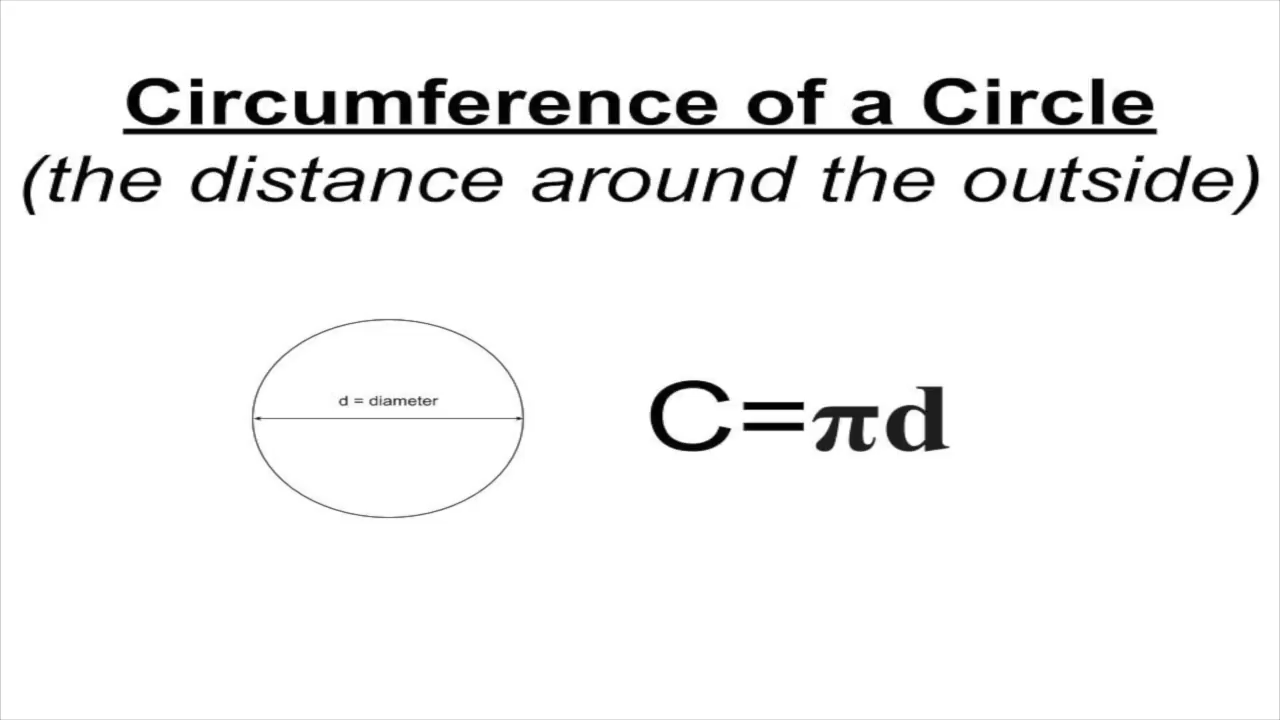 Circumference of a Circle
(the distance around the outside)
d = diameter
C=πd